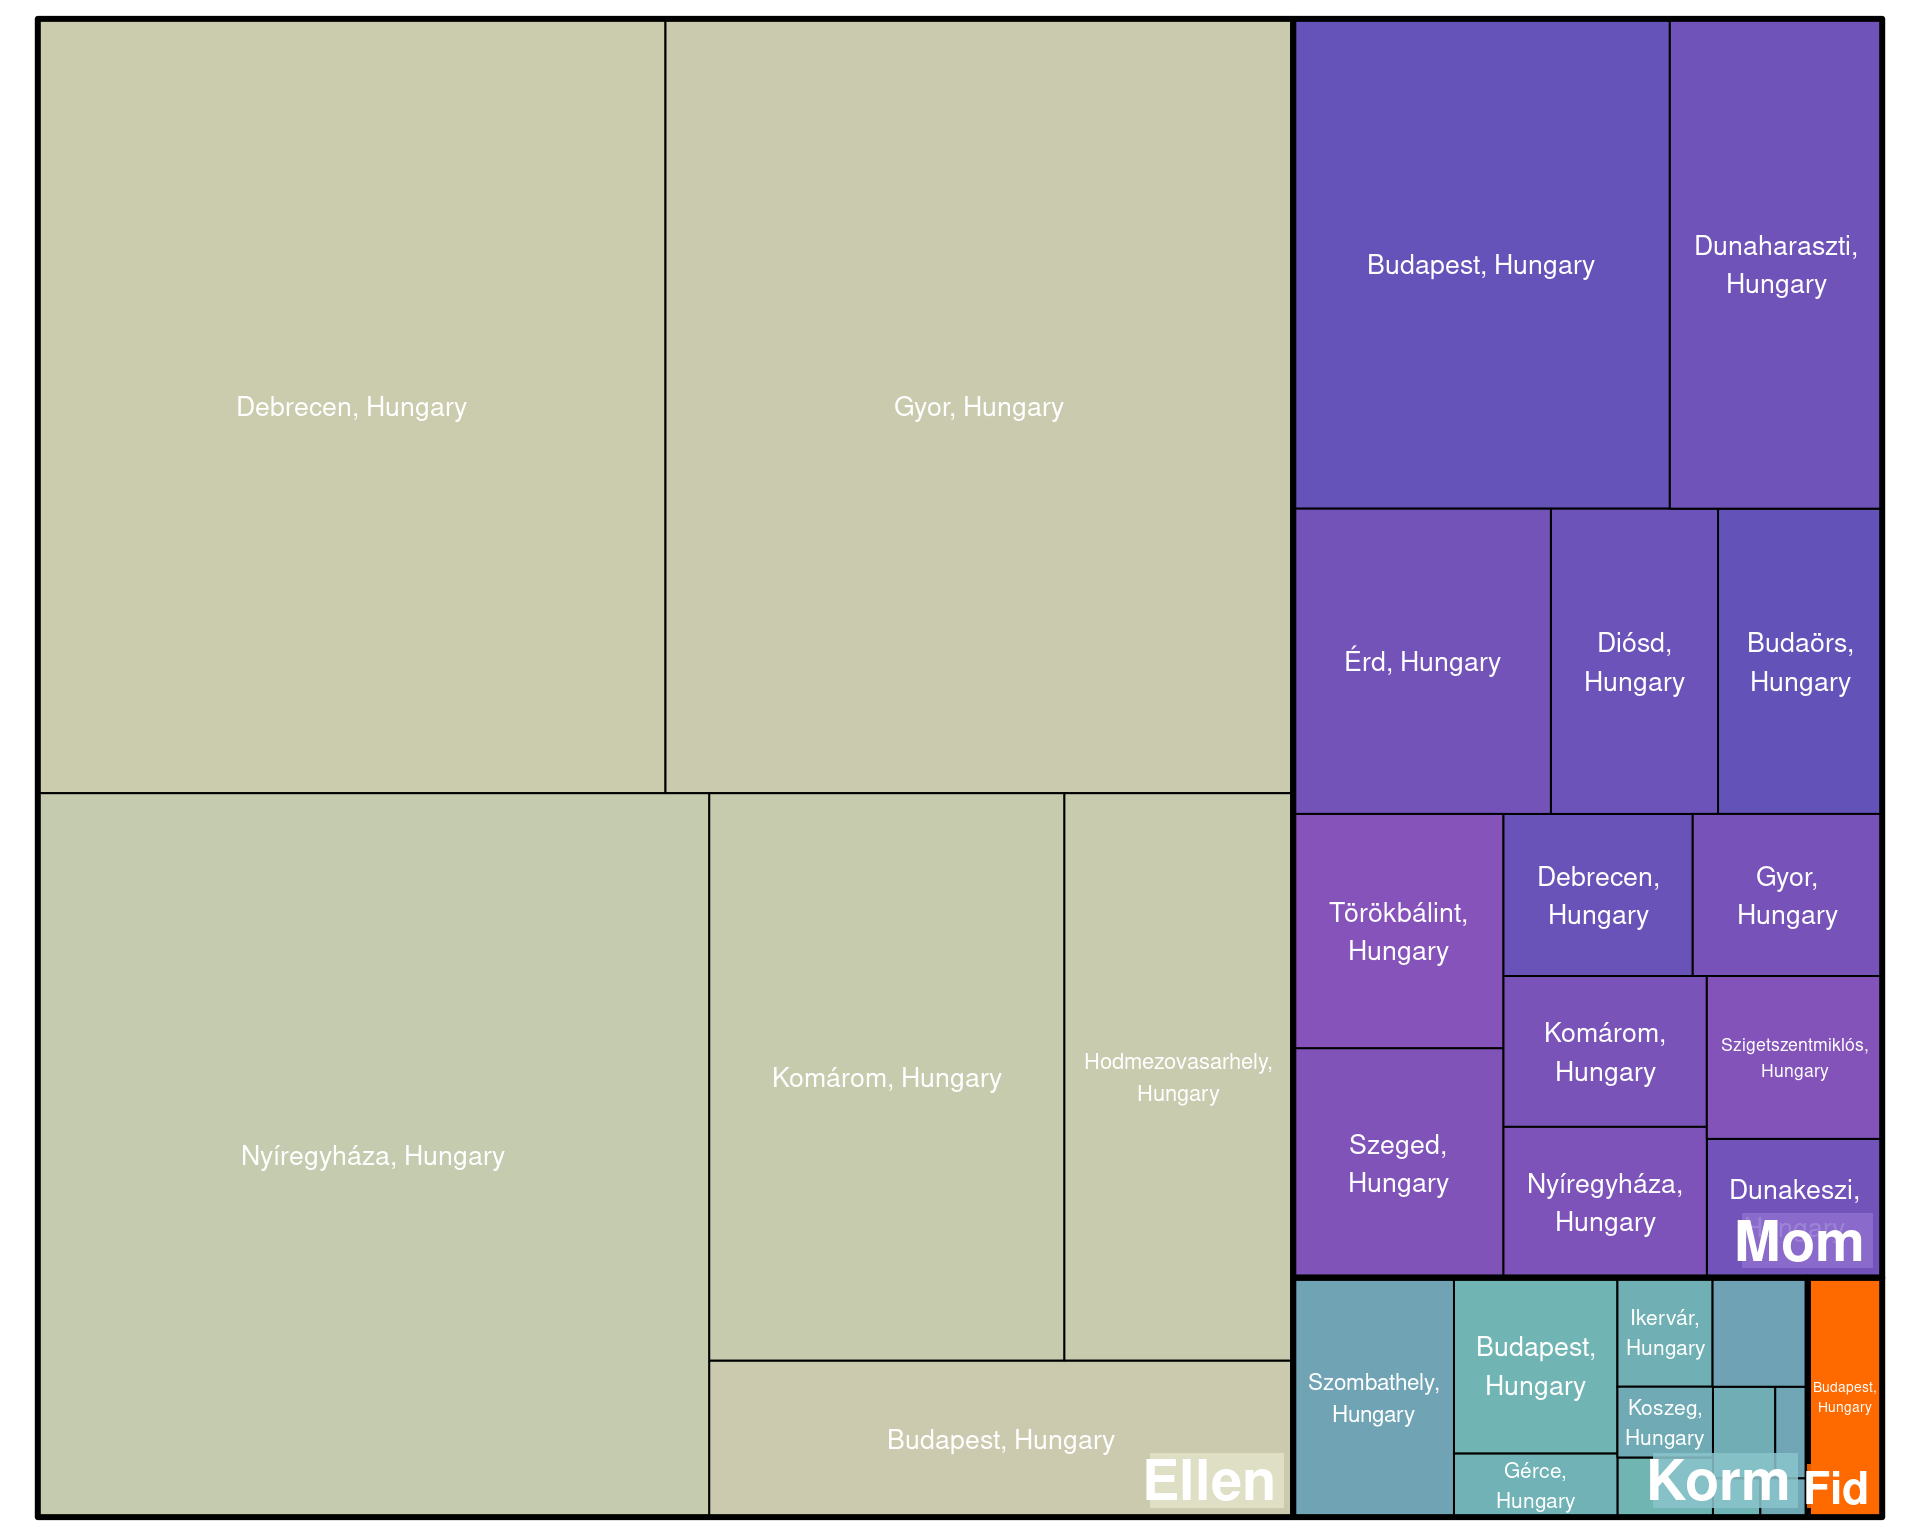 Debrecen, Hungary
Gyor, Hungary
Nyíregyháza, Hungary
Komárom, Hungary
Hodmezovasarhely,
Hungary
Budapest, Hungary
Ellen
Budapest, Hungary
Dunaharaszti,
Hungary
Érd, Hungary
Diósd,
Hungary
Budaörs,
Hungary
Törökbálint,
Hungary
Debrecen,
Hungary
Gyor,
Hungary
Komárom,
Hungary
Szigetszentmiklós,
Hungary
Szeged,
Hungary
Nyíregyháza,
Hungary
Dunakeszi,
Hungary
Mom
Szombathely,
Hungary
Budapest,
Hungary
Gérce,
Hungary
Ikervár,
Hungary
Koszeg,
Hungary
Korm
Budapest,
Hungary
Fid